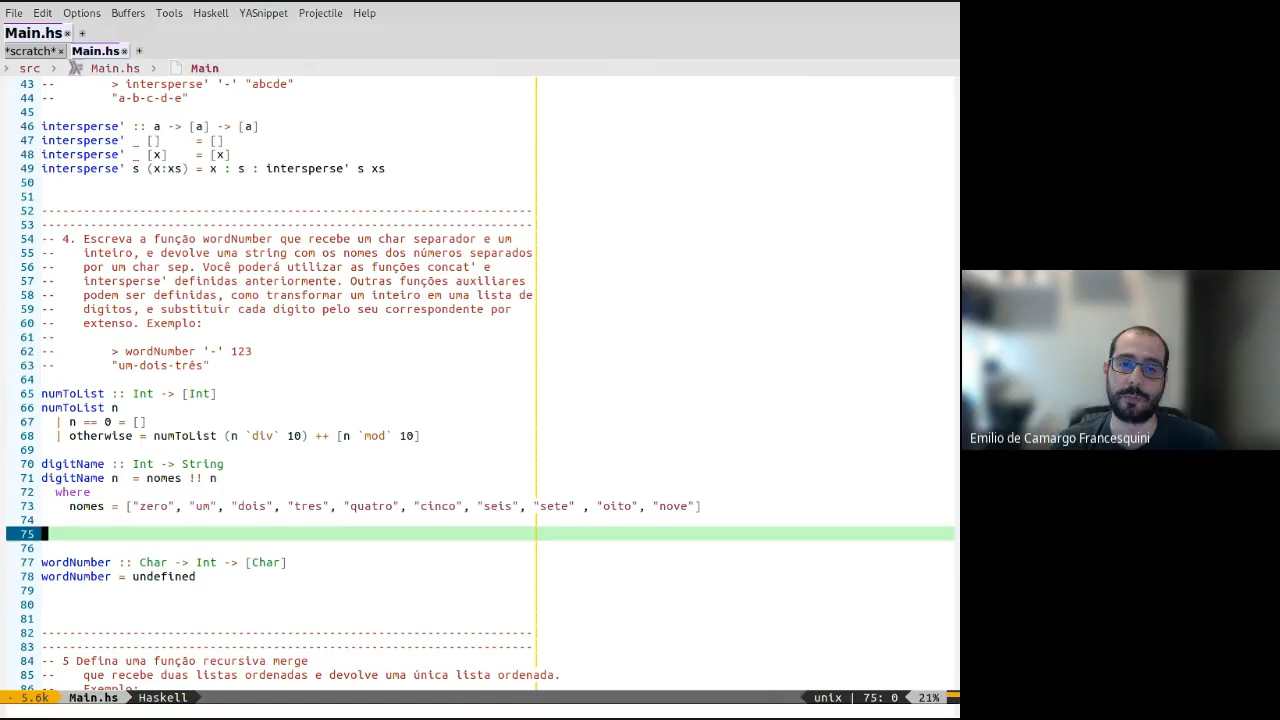 File Edit Options Buffers Tools Haskell YASnippet Projectile Help
Main.hs
*scratch* Main.hs
src Main.hs Main
43 -- > intersperse' '-' "abcde"
44 -- "a-b-c-d-e"
45
46 intersperse' :: a -> [a] -> [a]
47 intersperse' _ [] = []
48 intersperse' _ [x] = [x]
49 intersperse' s (x:xs) = x : s : intersperse' s xs
50
51
52 ----------------------------------------------------------------------
53 ----------------------------------------------------------------------
54 -- 4. Escreva a função wordNumber que recebe um char separador e um
55 -- inteiro, e devolve uma string com os nomes dos números separados
56 -- por um char sep. Você poderá utilizar as funções concat' e
57 -- intersperse' definidas anteriormente. Outras funções auxiliares
58 -- podem ser definidas, como transformar um inteiro em uma lista de
59 -- dígitos, e substituir cada dígito pelo seu correspondente por
60 -- extenso. Exemplo:
61 --
62 -- > wordNumber '-' 123
63 -- "um-dois-três"
64
65 numToList :: Int -> [Int]
66 numToList n
67 | n == 0 = []
68 | otherwise = numToList (n `div` 10) ++ [n `mod` 10]
69
70 digitName :: Int -> String
71 digitName n = nomes !! n
72 where
73 nomes = ["zero", "um", "dois", "tres", "quatro", "cinco", "seis", "sete" , "oito", "nove"]
74
75
76
77 wordNumber :: Char -> Int -> [Char]
78 wordNumber = undefined
79
80
81
82 ----------------------------------------------------------------------
83 ----------------------------------------------------------------------
84 -- 5 Defina uma função recursiva merge
85 -- que recebe duas listas ordenadas e devolve uma única lista ordenada.
86 -- Exemplo:
- 5.6k Main.hs Haskell unix | 75: 0 21%
Emilio de Camargo Francesquini